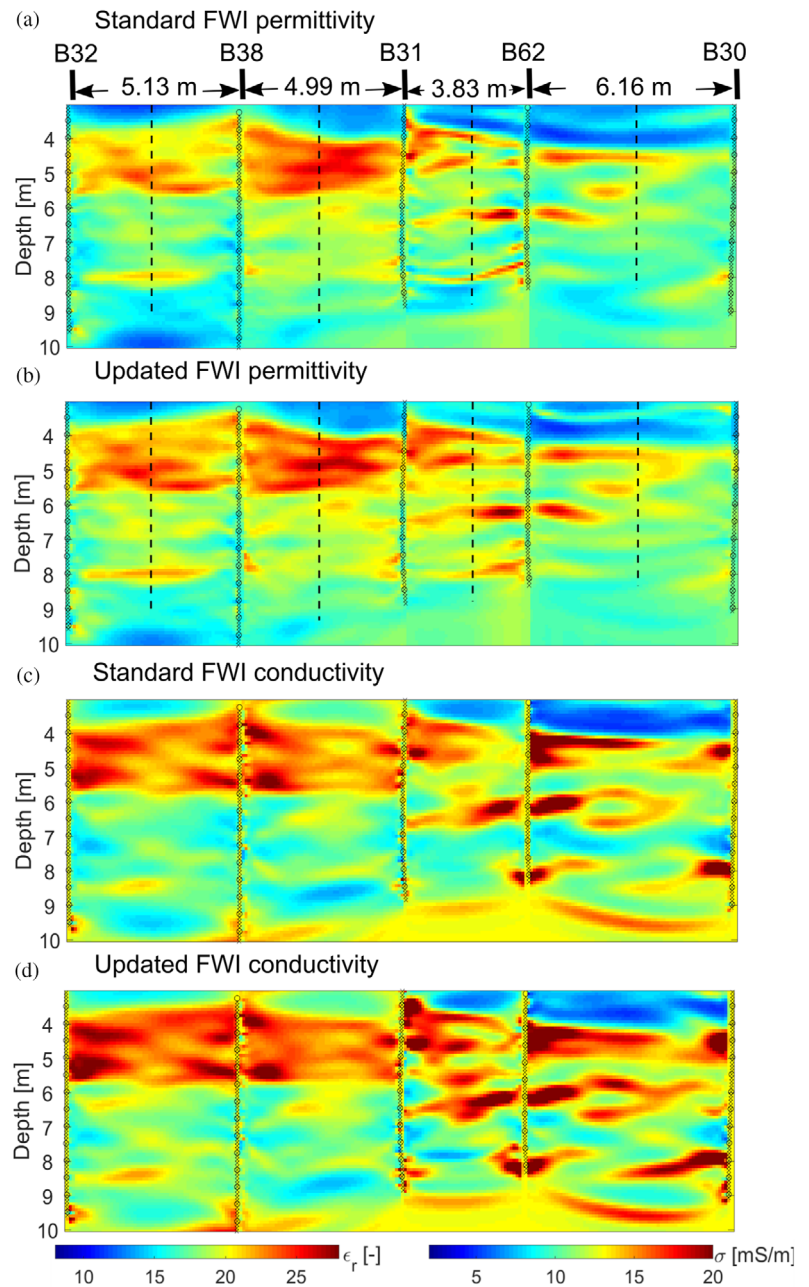 (a) Standard FWI permittivity
B32 B38 B31 B62 B30
5.13 m 4.99 m 3.83 m 6.16 m
Depth [m]
4
5
6
7
8
9
10
(b) Updated FWI permittivity
Depth [m]
4
5
6
7
8
9
10
(c) Standard FWI conductivity
Depth [m]
4
5
6
7
8
9
10
(d) Updated FWI conductivity
Depth [m]
4
5
6
7
8
9
10
10 15 20 25 ϵr [-] 5 10 15 20 σ [mS/m]